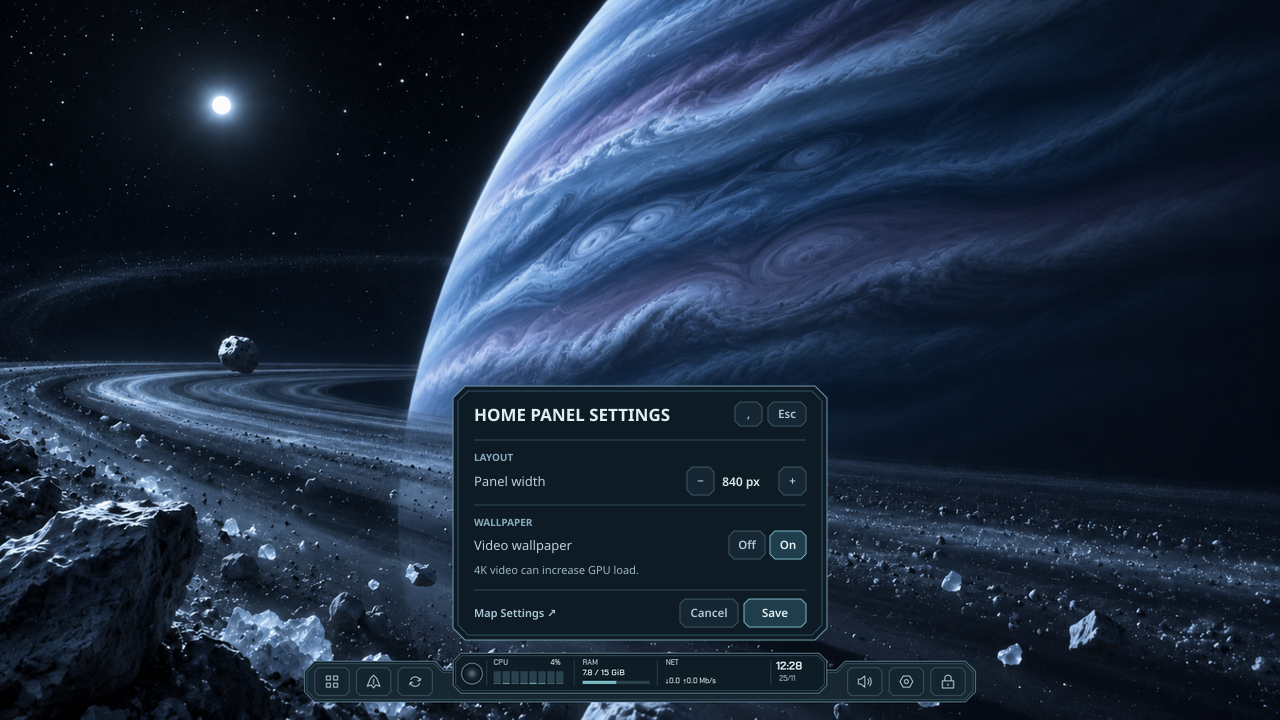 HOME PANEL SETTINGS , Esc
LAYOUT
Panel width − 840 px +
WALLPAPER
Video wallpaper Off On
4K video can increase GPU load.
Map Settings ↗ Cancel Save
CPU 4% RAM NET 12:28
7.8 / 15 GiB
↓0.0 ↑0.0 Mb/s 25/11